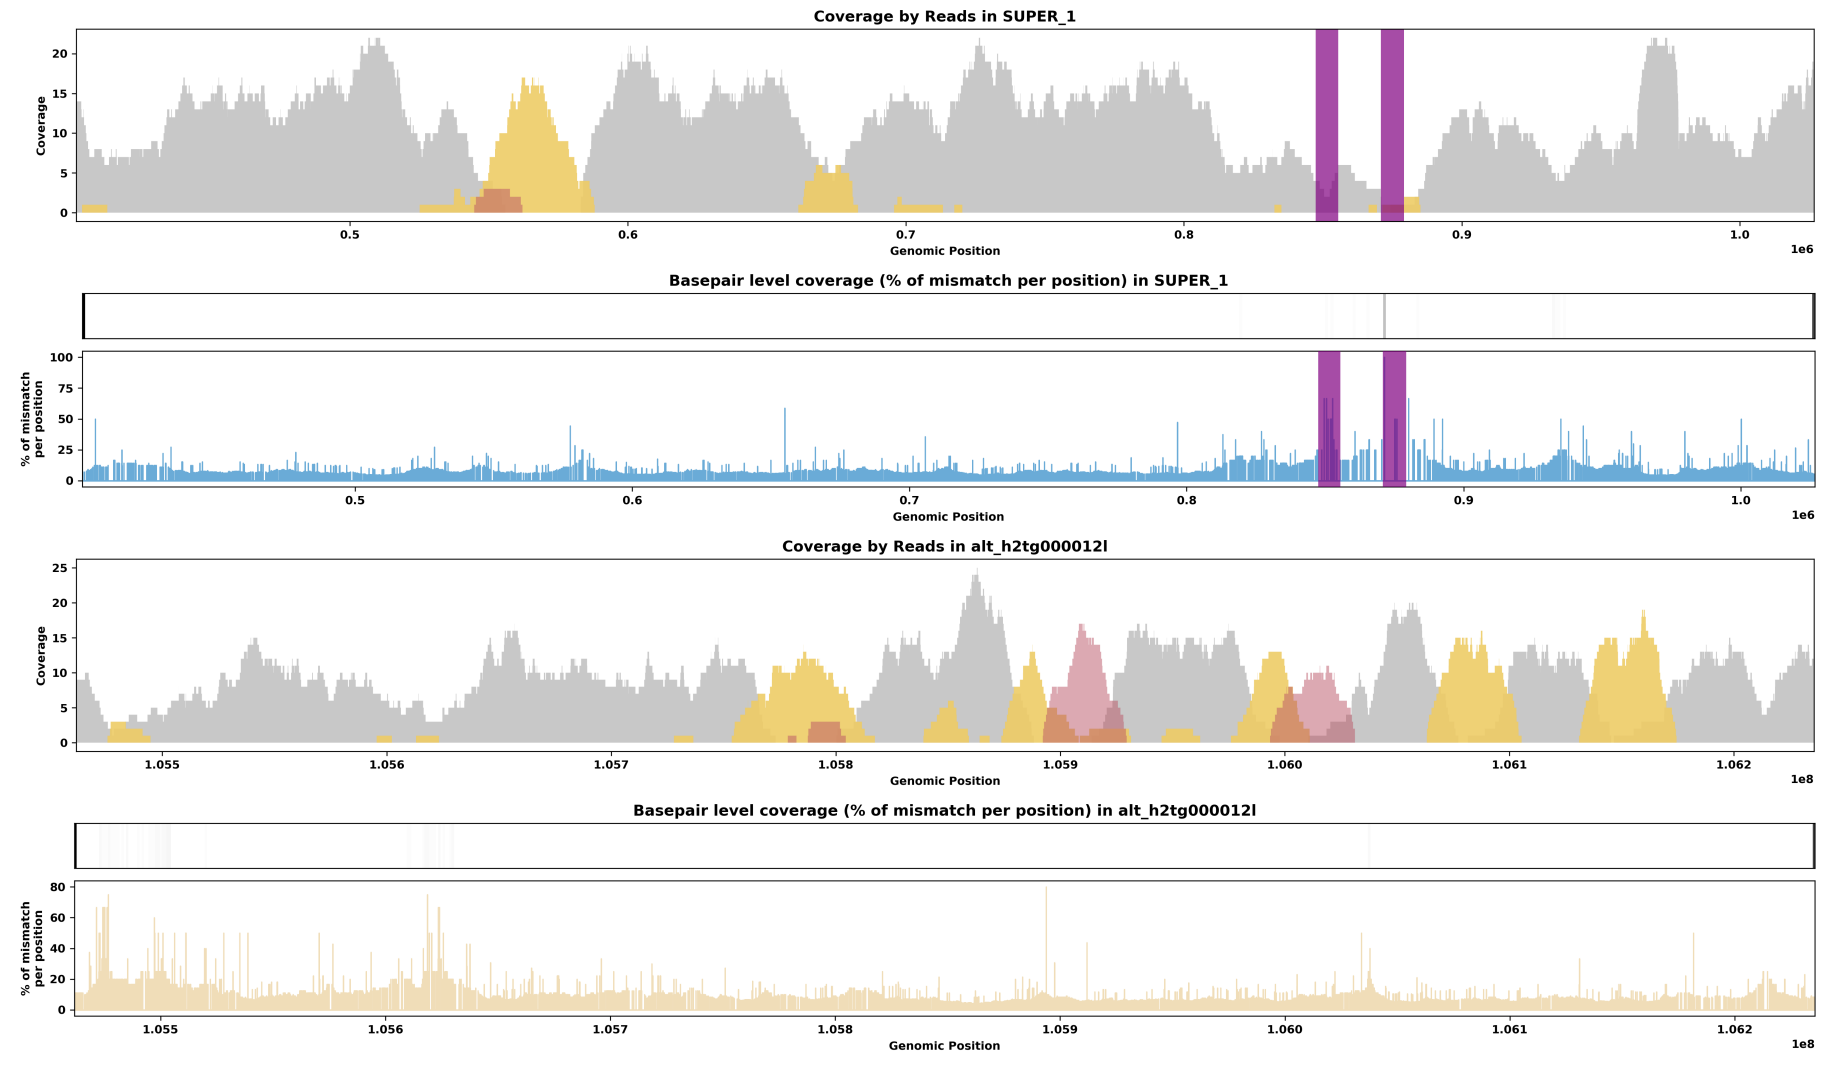 Coverage by Reads in SUPER_1
20
15
10
5
0
Coverage
0.5 0.6 0.7 0.8 0.9 1.0
Genomic Position
1e6
Basepair level coverage (% of mismatch per position) in SUPER_1
100
75
50
25
0
% of mismatch
per position
0.5 0.6 0.7 0.8 0.9 1.0
Genomic Position
1e6
Coverage by Reads in alt_h2tg000012l
25
20
15
10
5
0
Coverage
1.055 1.056 1.057 1.058 1.059 1.060 1.061 1.062
Genomic Position
1e8
Basepair level coverage (% of mismatch per position) in alt_h2tg000012l
80
60
40
20
0
% of mismatch
per position
1.055 1.056 1.057 1.058 1.059 1.060 1.061 1.062
Genomic Position
1e8